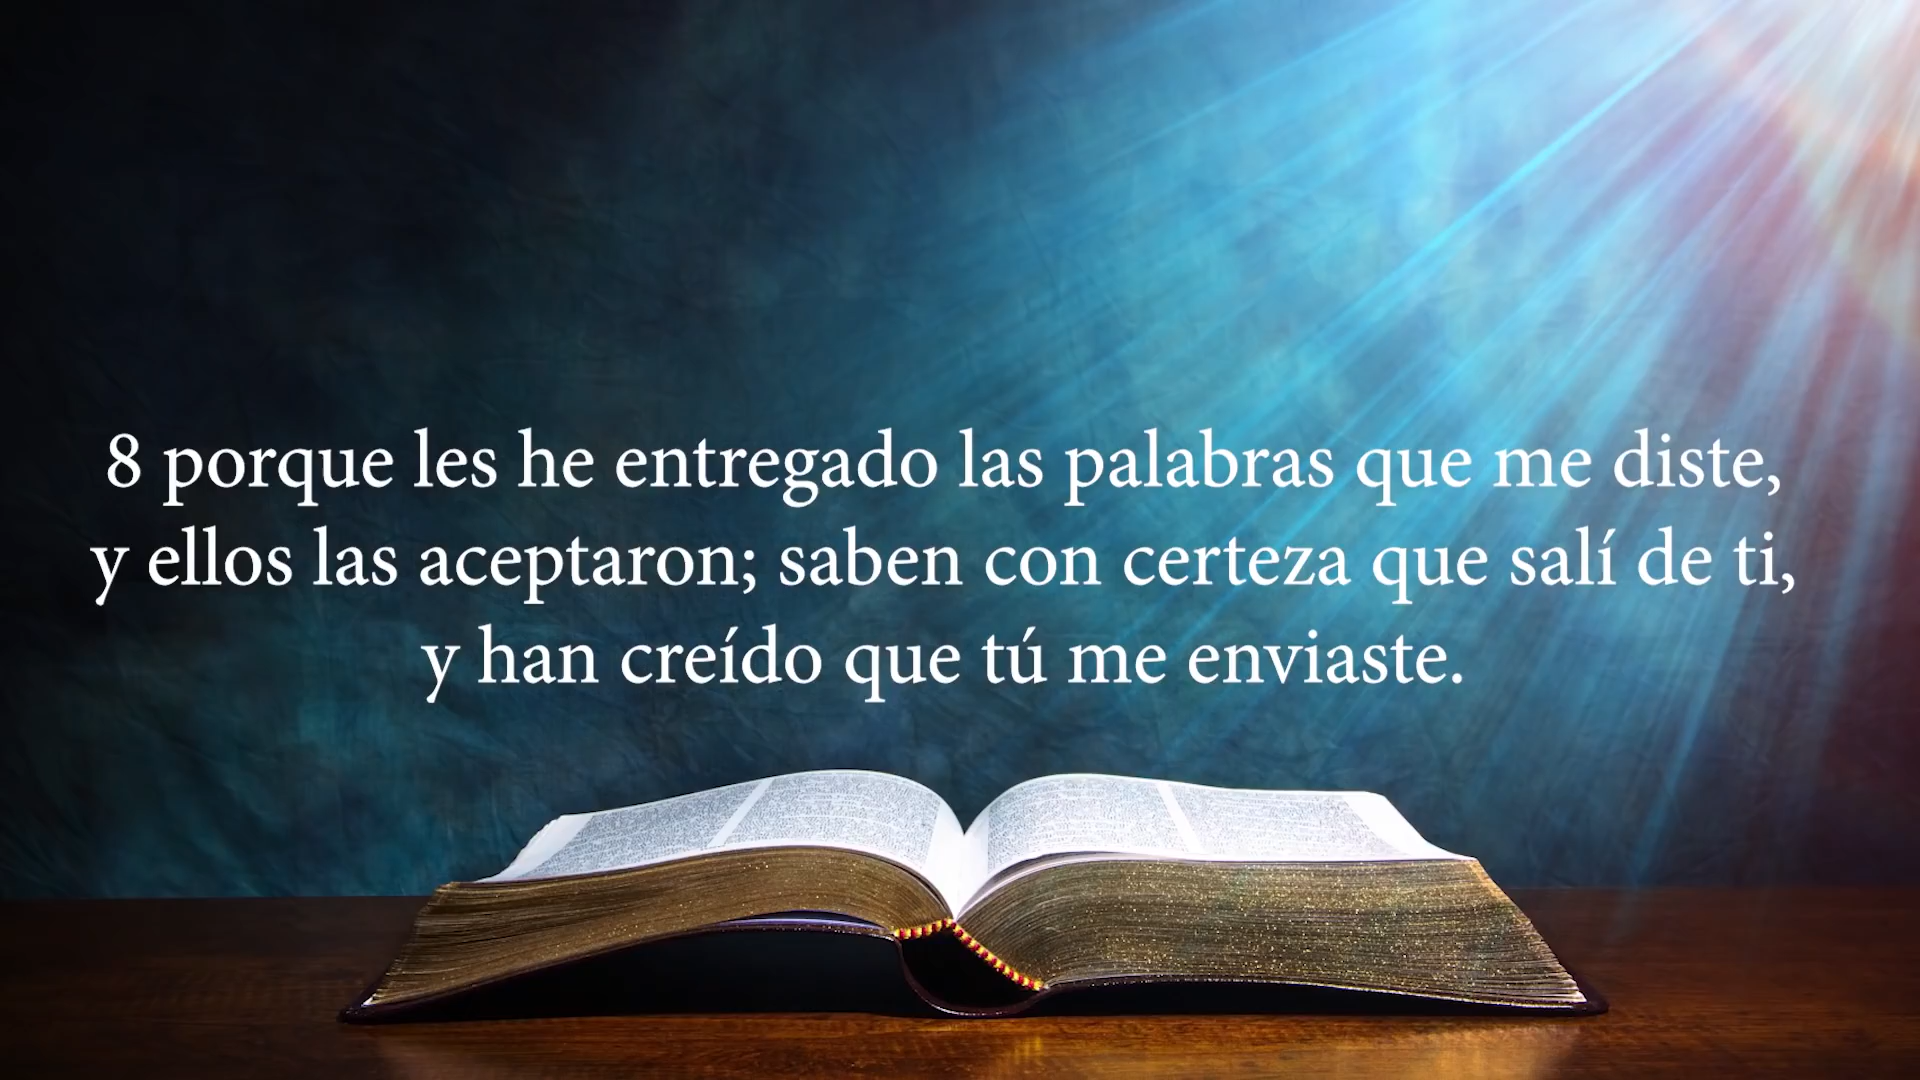 8 porque les he entregado las palabras que me diste,
y ellos las aceptaron; saben con certeza que salí de ti,
y han creído que tú me enviaste.